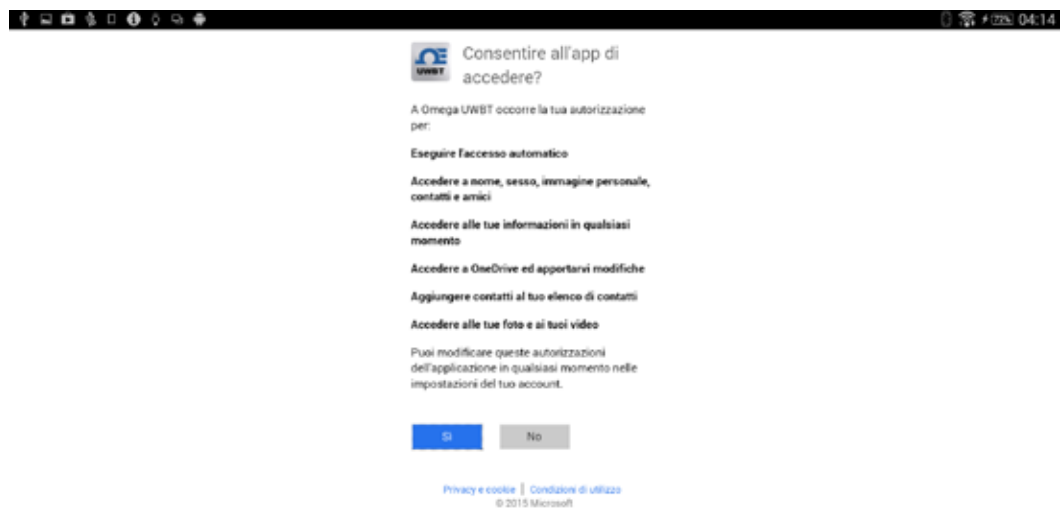 72% 04:14
UWBT
Consentire all'app di
accedere?
A Omega UWBT occorre la tua autorizzazione
per:
Eseguire l'accesso automatico
Accedere a nome, sesso, immagine personale,
contatti e amici
Accedere alle tue informazioni in qualsiasi
momento
Accedere a OneDrive ed apportarvi modifiche
Aggiungere contatti al tuo elenco di contatti
Accedere alle tue foto e ai tuoi video
Puoi modificare queste autorizzazioni
dell'applicazione in qualsiasi momento nelle
impostazioni del tuo account.
Sì No
Privacy e cookie | Condizioni di utilizzo
© 2015 Microsoft